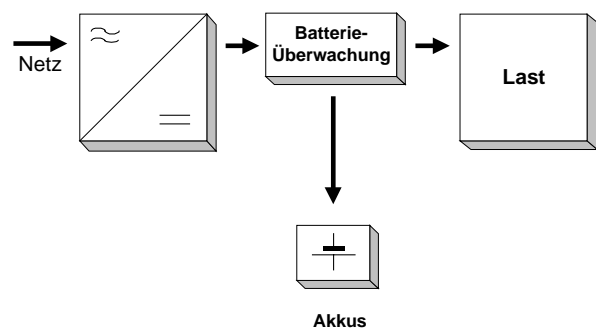 Netz
Batterie-
Überwachung
Last
Akkus